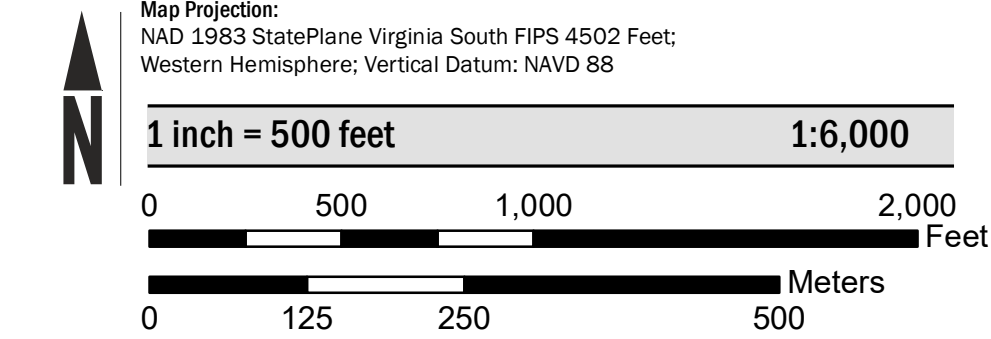 Map Projection:
NAD 1983 StatePlane Virginia South FIPS 4502 Feet;
Western Hemisphere; Vertical Datum: NAVD 88
N
1 inch = 500 feet 1:6,000
0 500 1,000 2,000
Feet
Meters
0 125 250 500